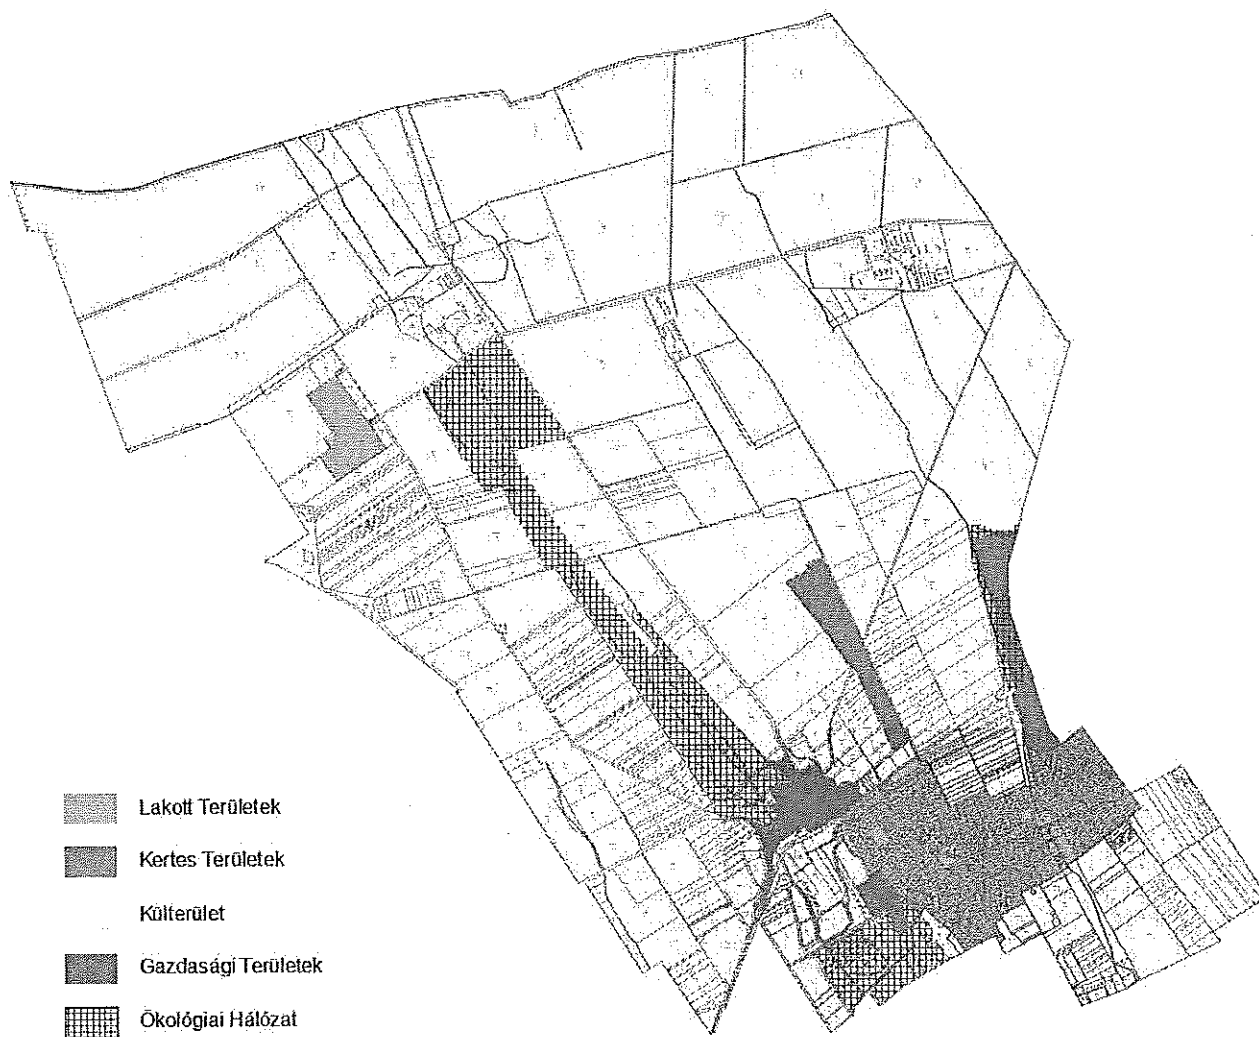 Lakott Területek
Kertes Területek
Külterület
Gazdasági Területek
Ökológiai Hálózat